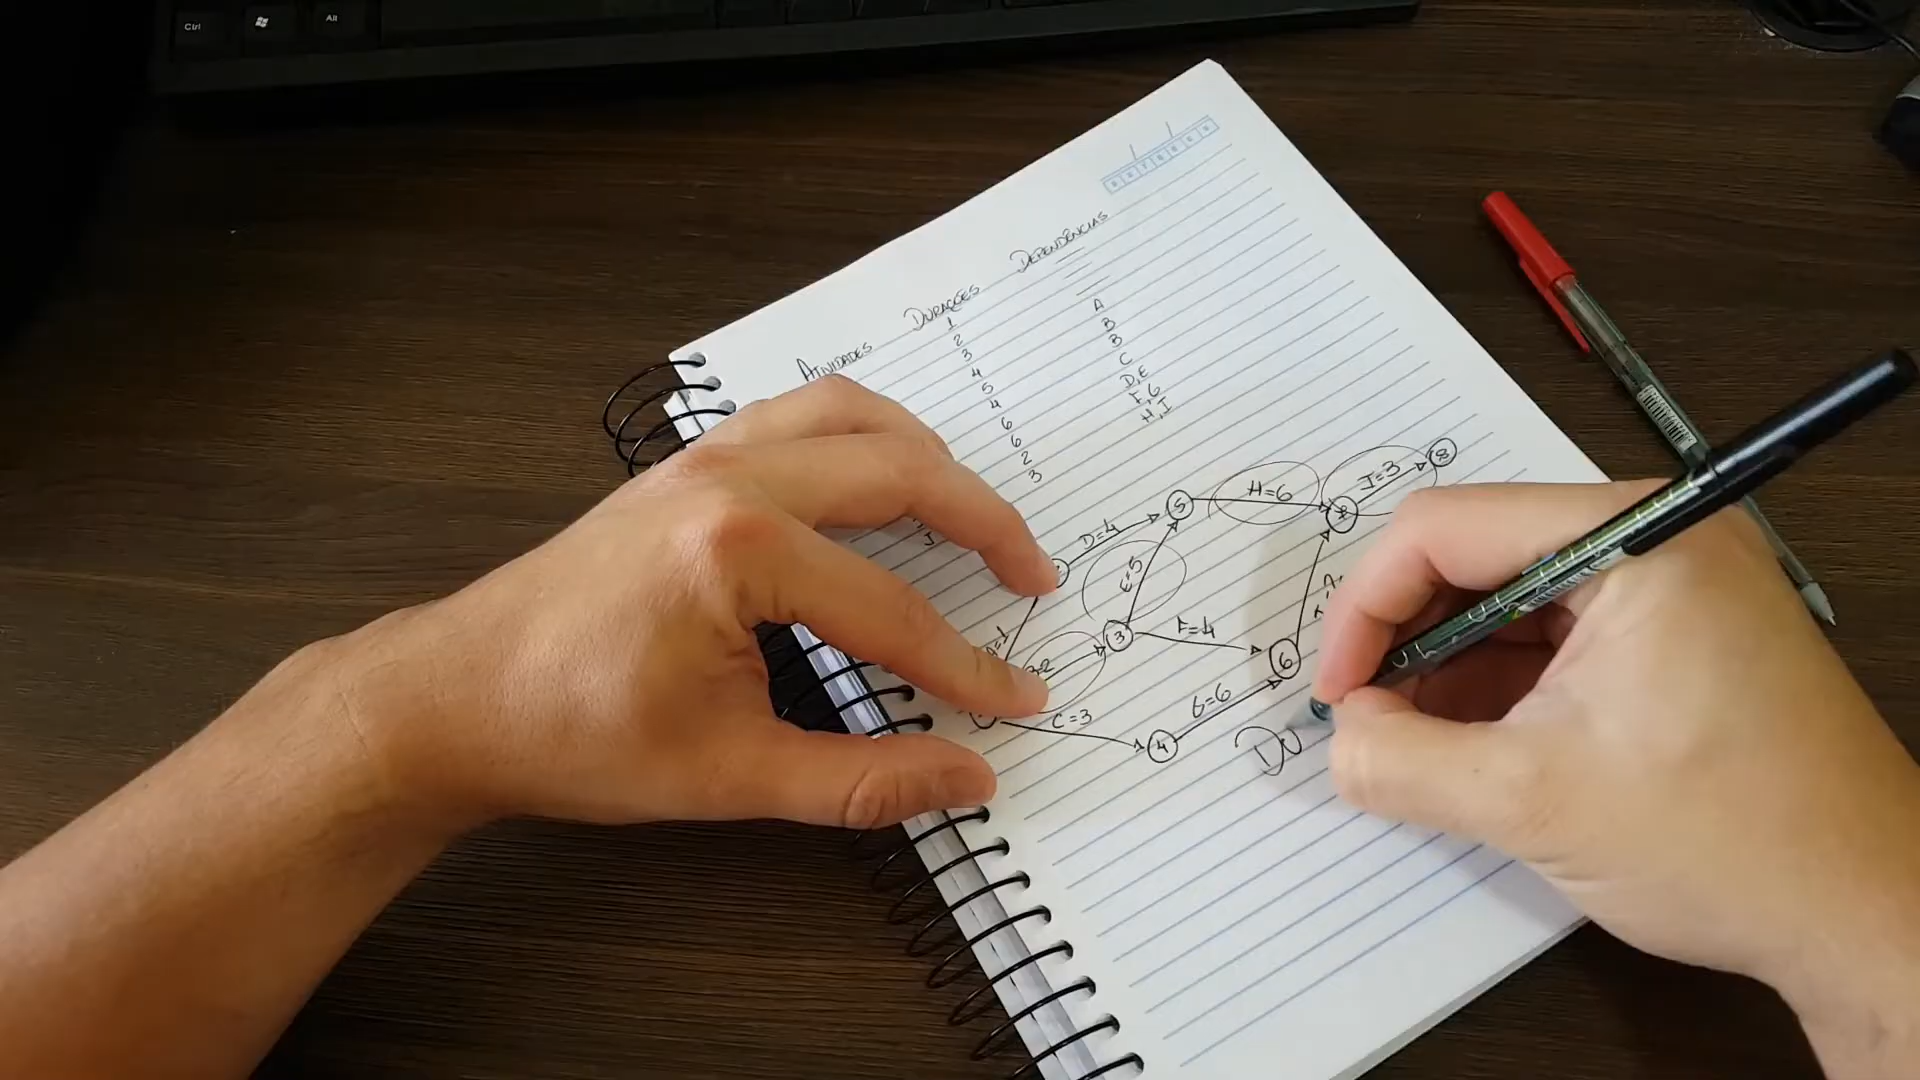 Ctrl
Alt
ATIVIDADES DURAÇÕES DEPENDÊNCIAS
1 —
2 —
3 —
4 A
5 B
4 B
6 C
6 D,E
2 F,G
J 3 H,I
H=6
J=3
8
5
D=4
E=5
3
F=4
6
C=3
4
G=6
DU